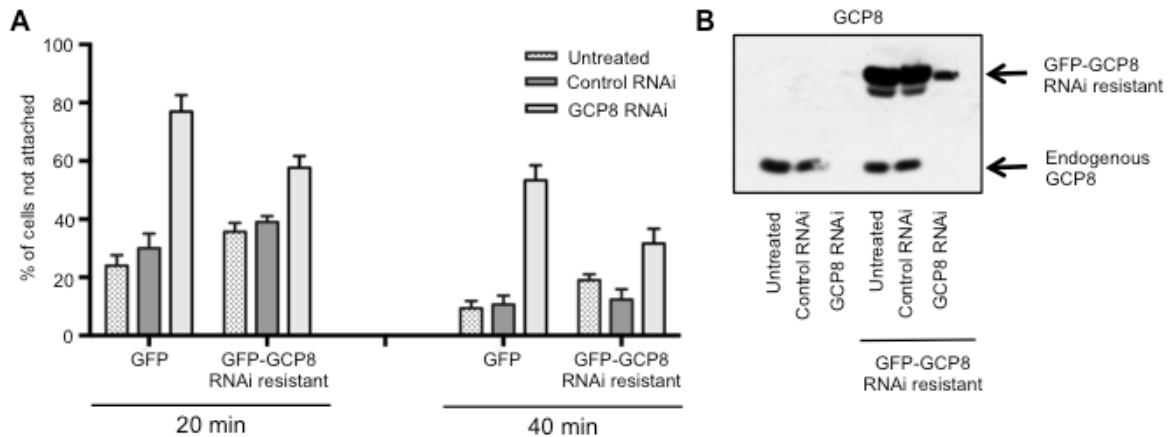 A
% of cells not attached
100
80
60
40
20
0
Untreated
Control RNAi
GCP8 RNAi
GFP
GFP-GCP8
RNAi resistant
GFP
GFP-GCP8
RNAi resistant
20 min
40 min
B
GCP8
GFP-GCP8
RNAi resistant
Endogenous
GCP8
Untreated
Control RNAi
GCP8 RNAi
Untreated
Control RNAi
GCP8 RNAi
GFP-GCP8
RNAi resistant